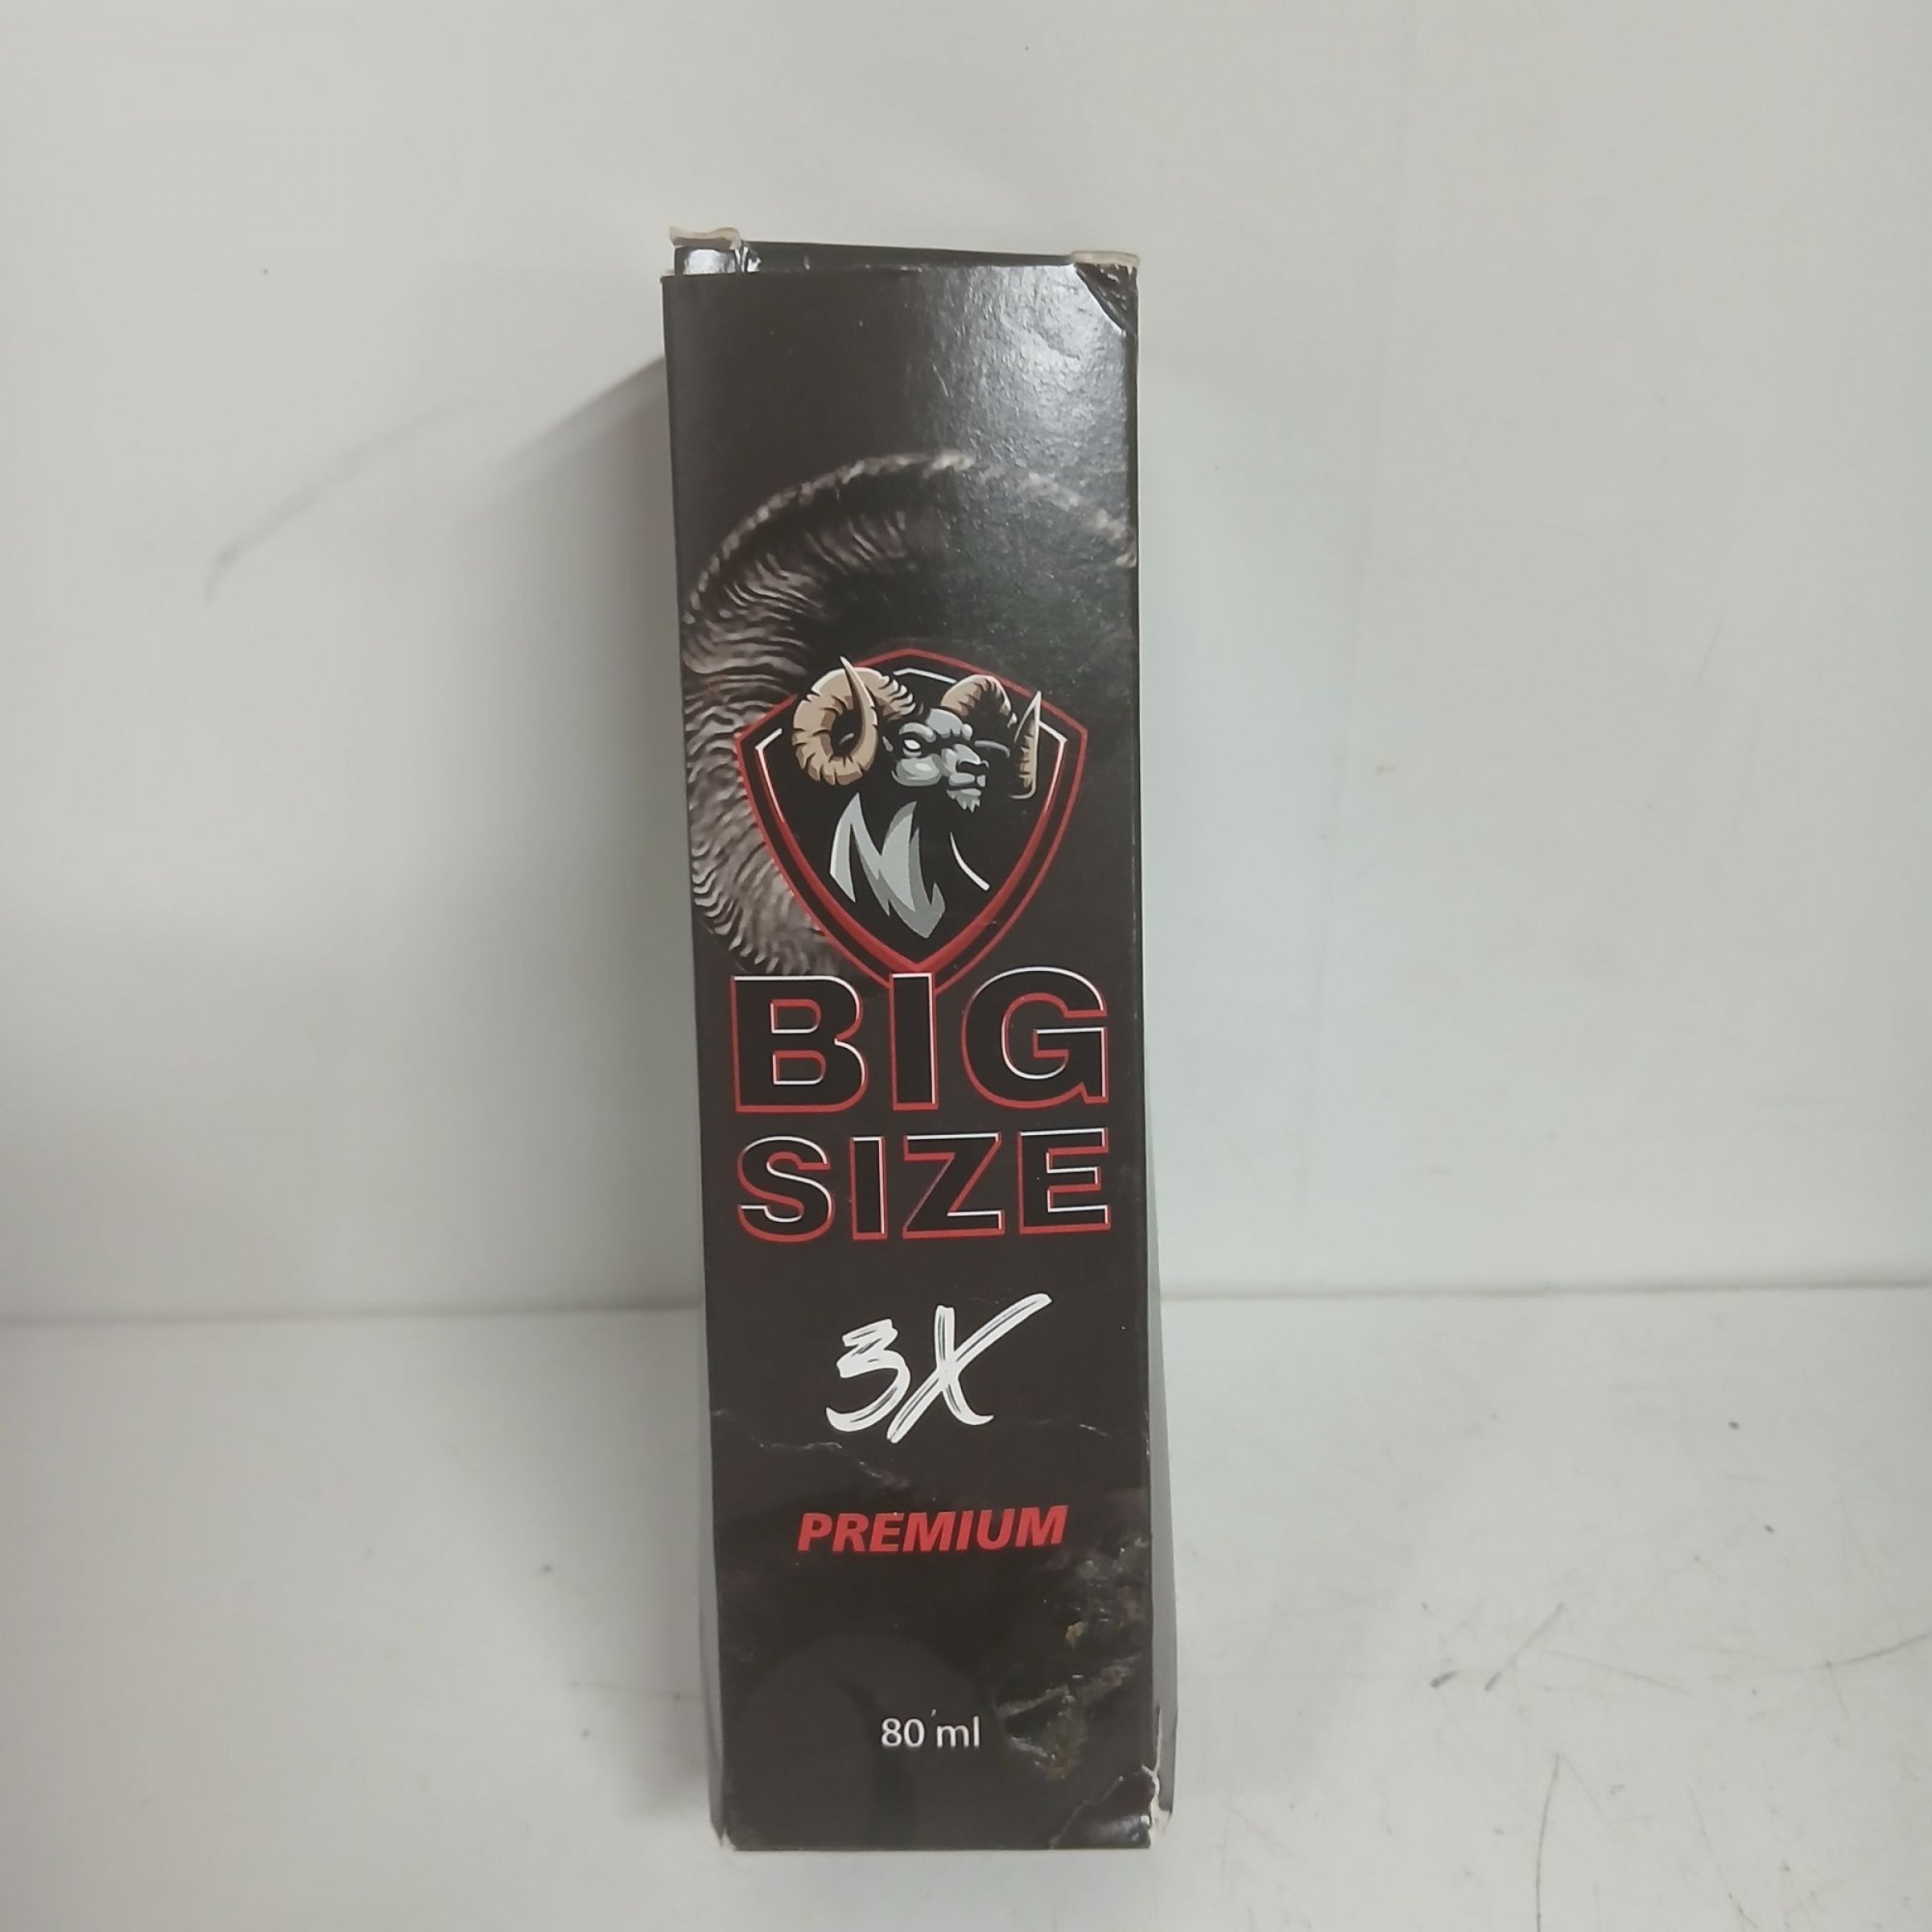 BIG
SIZE
3X
PREMIUM
80 ml